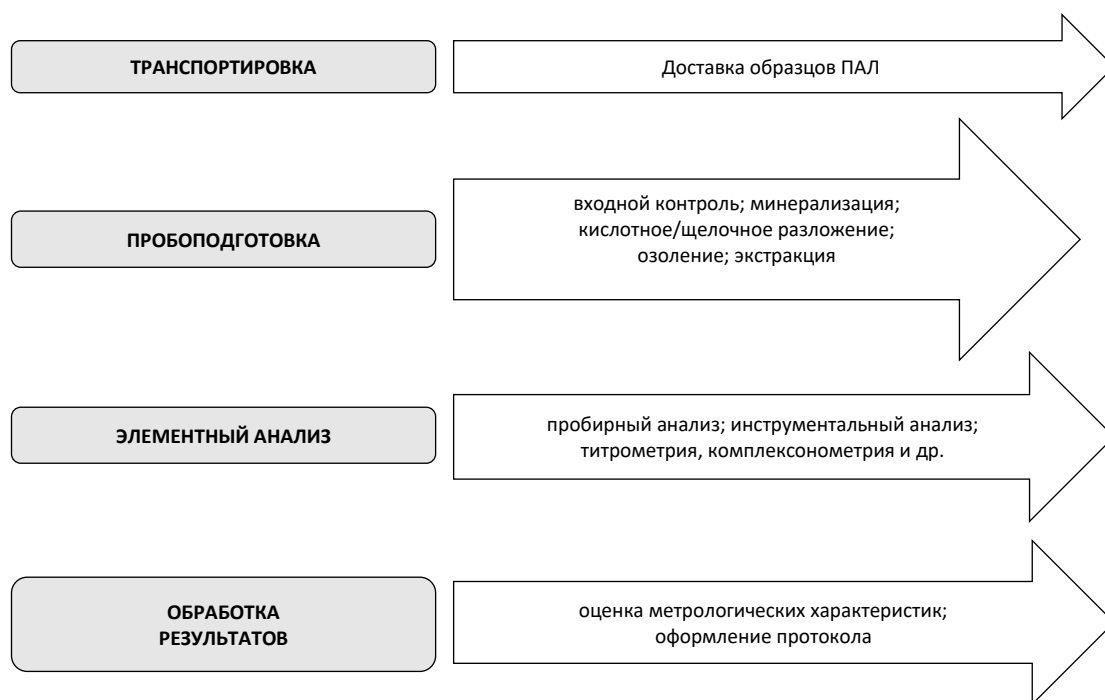 ТРАНСПОРТИРОВКА
Доставка образцов ПАЛ
ПРОБОПОДГОТОВКА
входной контроль; минерализация;
кислотное/щелочное разложение;
озоление; экстракция
ЭЛЕМЕНТНЫЙ АНАЛИЗ
пробирный анализ; инструментальный анализ;
титрометрия, комплексонометрия и др.
ОБРАБОТКА
РЕЗУЛЬТАТОВ
оценка метрологических характеристик;
оформление протокола